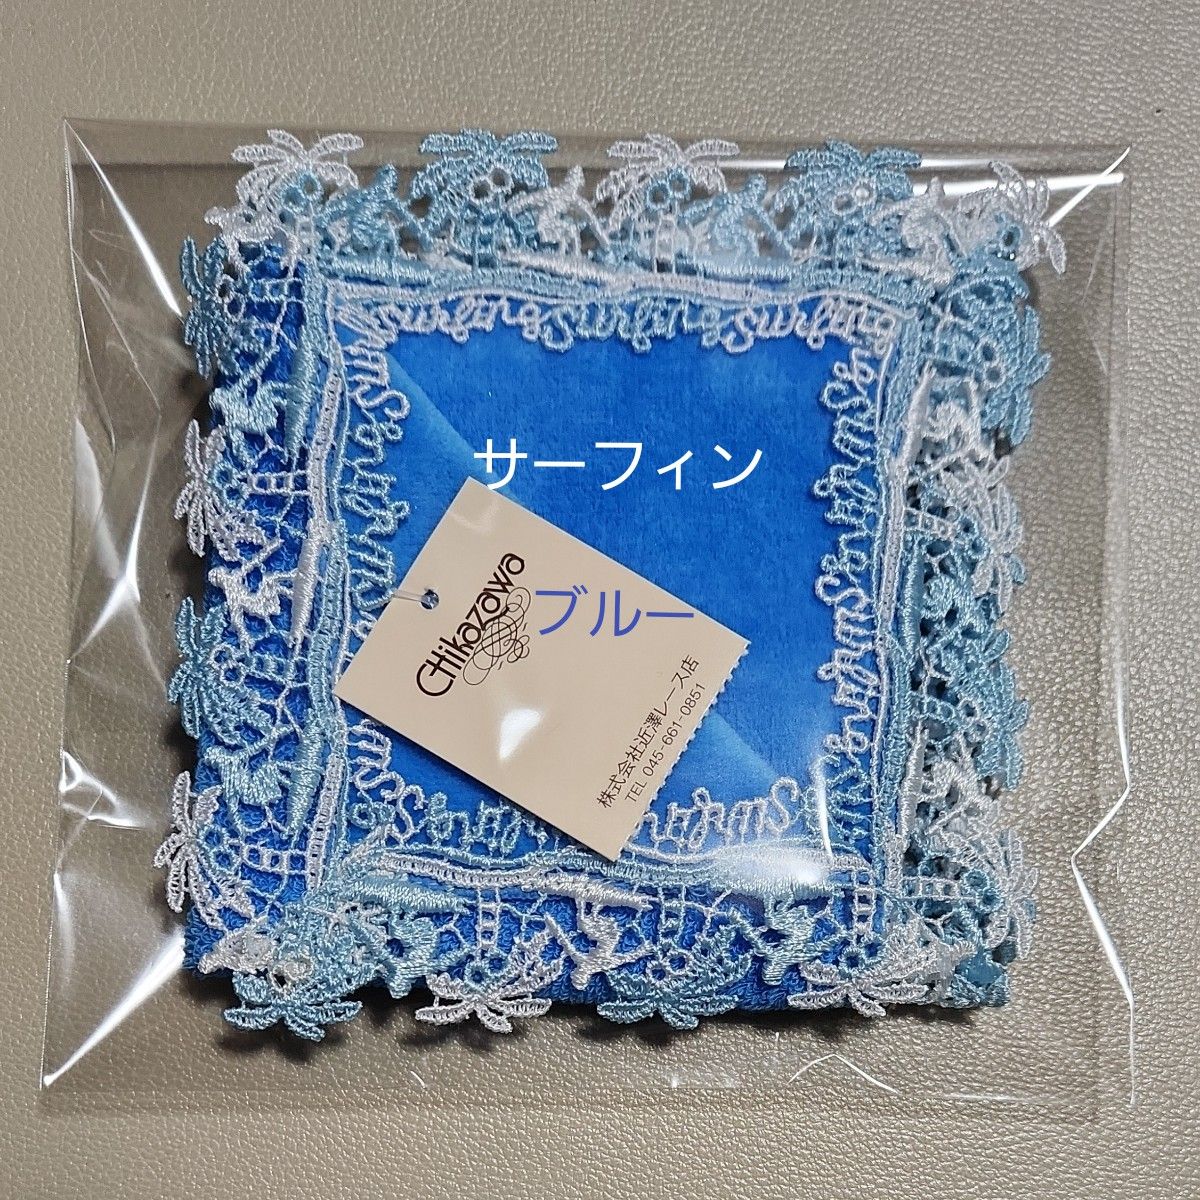 サーフィン
ブルー
CHikazawa
株式会社近澤レース店
TEL 045-661-0851
Surfing